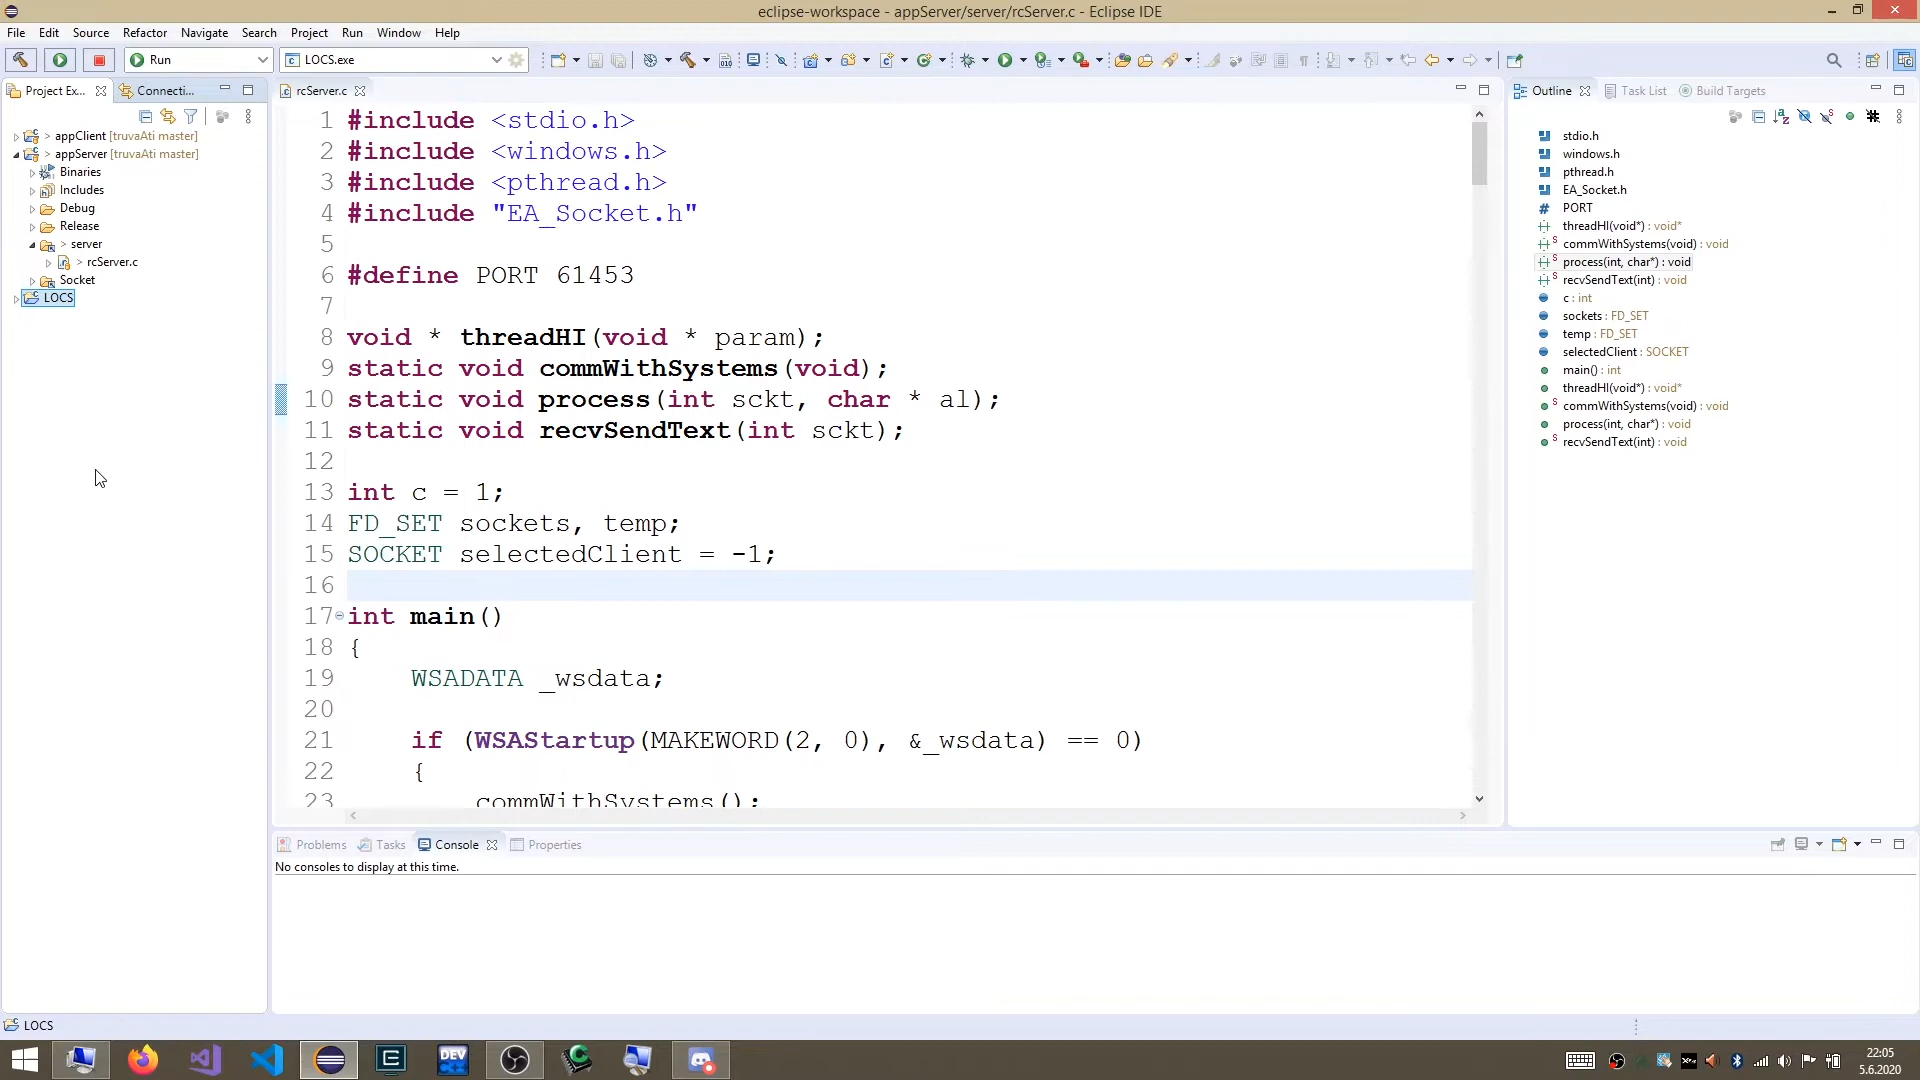 eclipse-workspace - appServer/server/rcServer.c - Eclipse IDE
File Edit Source Refactor Navigate Search Project Run Window Help
Run
LOCS.exe
Project Ex...
Connecti...
appClient [truvaAti master]
> appServer [truvaAti master]
Binaries
Includes
Debug
Release
> server
> rcServer.c
Socket
LOCS
rcServer.c
1 #include <stdio.h>
2 #include <windows.h>
3 #include <pthread.h>
4 #include "EA_Socket.h"
5
6 #define PORT 61453
7
8 void * threadHI(void * param);
9 static void commWithSystems(void);
10 static void process(int sckt, char * al);
11 static void recvSendText(int sckt);
12
13 int c = 1;
14 FD_SET sockets, temp;
15 SOCKET selectedClient = -1;
16
17 int main()
18 {
19 WSADATA _wsdata;
20
21 if (WSAStartup(MAKEWORD(2, 0), &_wsdata) == 0)
22 {
23 commWithSystems();
Outline
Task List
Build Targets
stdio.h
windows.h
pthread.h
EA_Socket.h
PORT
threadHI(void*) : void*
commWithSystems(void) : void
process(int, char*) : void
recvSendText(int) : void
c : int
sockets : FD_SET
temp : FD_SET
selectedClient : SOCKET
main() : int
threadHI(void*) : void*
commWithSystems(void) : void
process(int, char*) : void
recvSendText(int) : void
Problems
Tasks
Console
Properties
No consoles to display at this time.
LOCS
DEV
22:05
5.6.2020